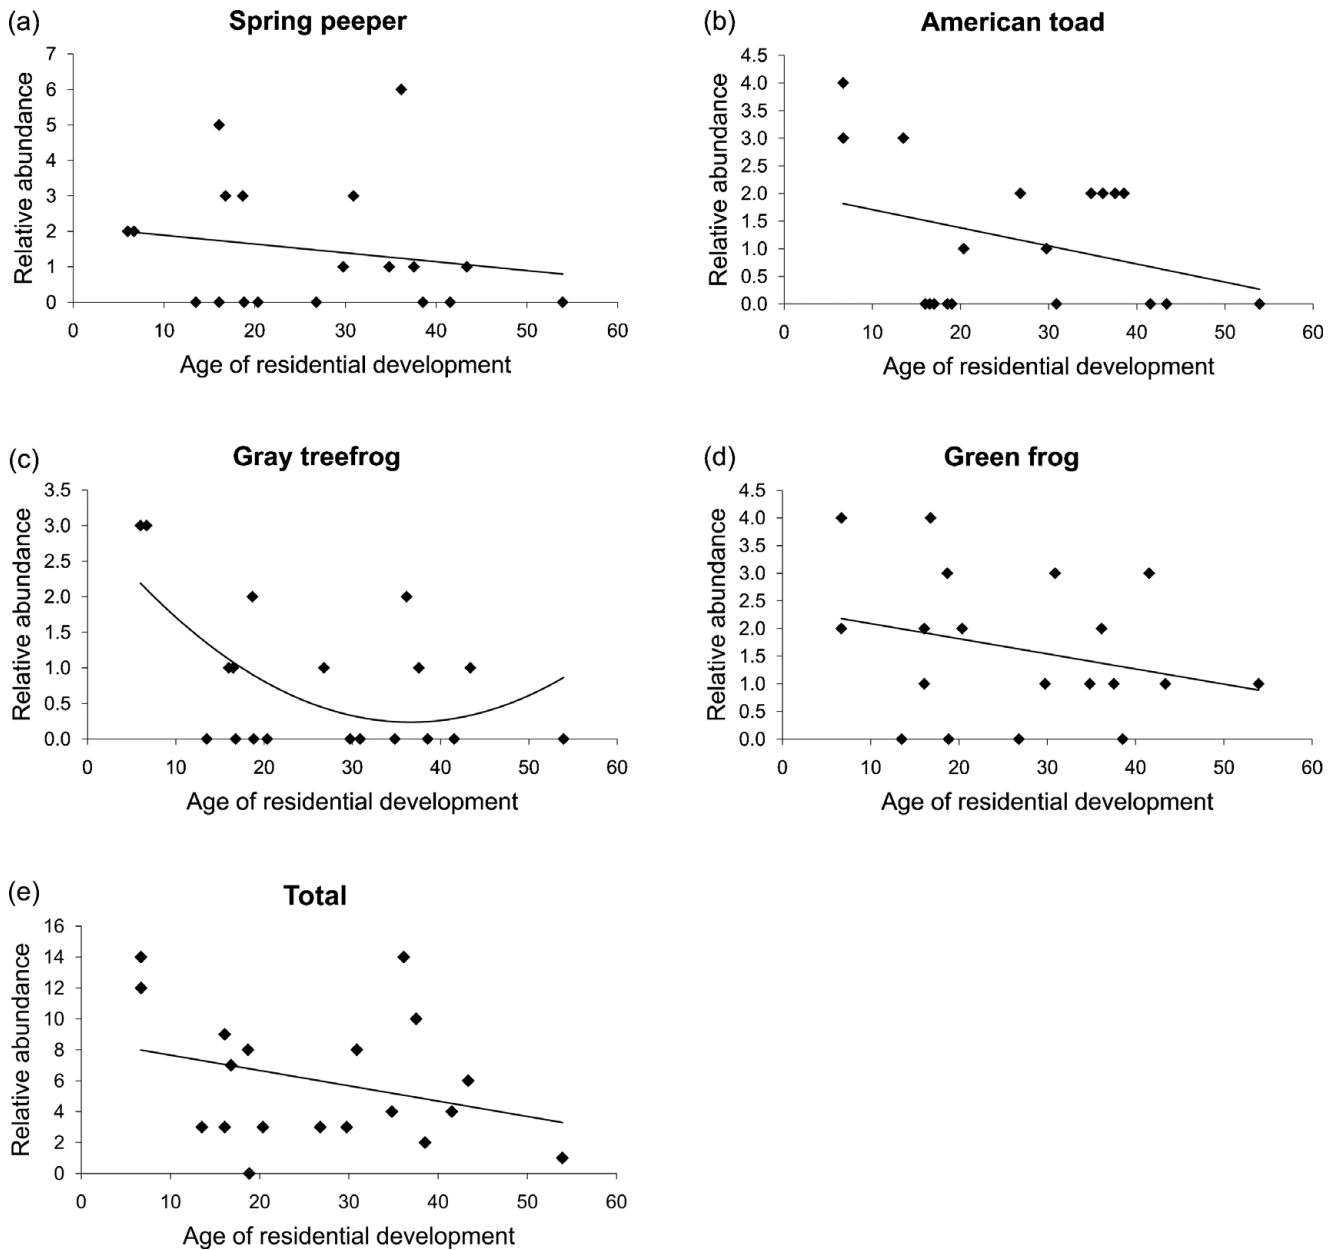 (a)
Spring peeper
Relative abundance
7
6
5
4
3
2
1
0
0 10 20 30 40 50 60
Age of residential development
(b)
American toad
Relative abundance
4.5
4.0
3.5
3.0
2.5
2.0
1.5
1.0
0.5
0.0
0 10 20 30 40 50 60
Age of residential development
(c)
Gray treefrog
Relative abundance
3.5
3.0
2.5
2.0
1.5
1.0
0.5
0.0
0 10 20 30 40 50 60
Age of residential development
(d)
Green frog
Relative abundance
4.5
4.0
3.5
3.0
2.5
2.0
1.5
1.0
0.5
0.0
0 10 20 30 40 50 60
Age of residential development
(e)
Total
Relative abundance
16
14
12
10
8
6
4
2
0
0 10 20 30 40 50 60
Age of residential development